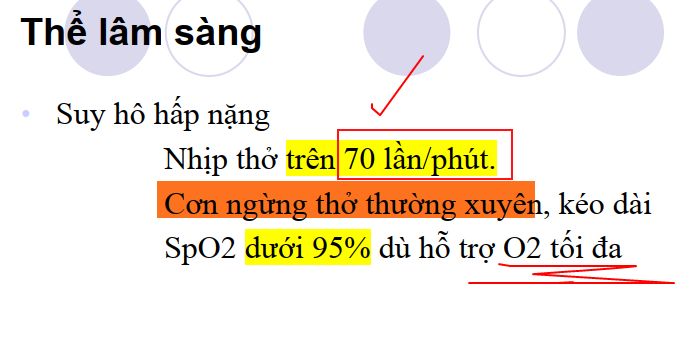 Thể lâm sàng
• Suy hô hấp nặng
Nhịp thở trên 70 lần/phút.
Cơn ngừng thở thường xuyên, kéo dài
SpO2 dưới 95% dù hỗ trợ O2 tối đa